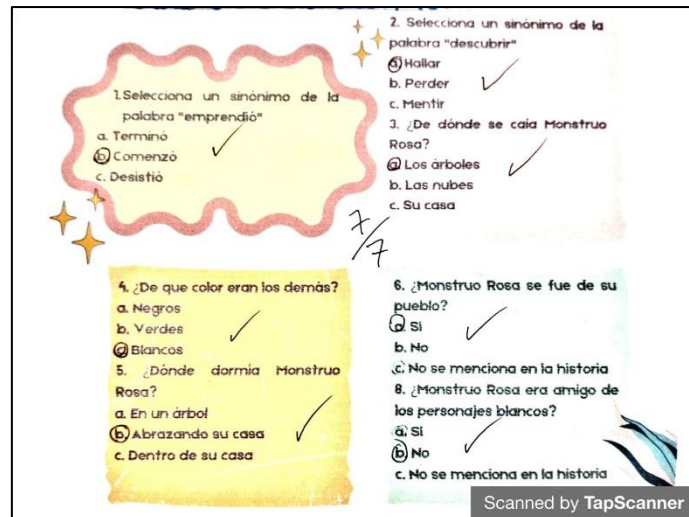 1.Selecciona un sinónimo de la
palabra "emprendió"
a. Terminó
b. Comenzó
c. Desistió
2. Selecciona un sinónimo de la
palabra "descubrir"
a. Hallar
b. Perder
c. Mentir
3. ¿De dónde se caía Monstruo
Rosa?
a. Los árboles
b. Las nubes
c. Su casa
7/7
4. ¿De que color eran los demás?
a. Negros
b. Verdes
c. Blancos
5. ¿Dónde dormía Monstruo
Rosa?
a. En un árbol
b. Abrazando su casa
c. Dentro de su casa
6. ¿Monstruo Rosa se fue de su
pueblo?
a. Si
b. No
c. No se menciona en la historia
8. ¿Monstruo Rosa era amigo de
los personajes blancos?
a. Si
b. No
c. No se menciona en la historia
Scanned by TapScanner